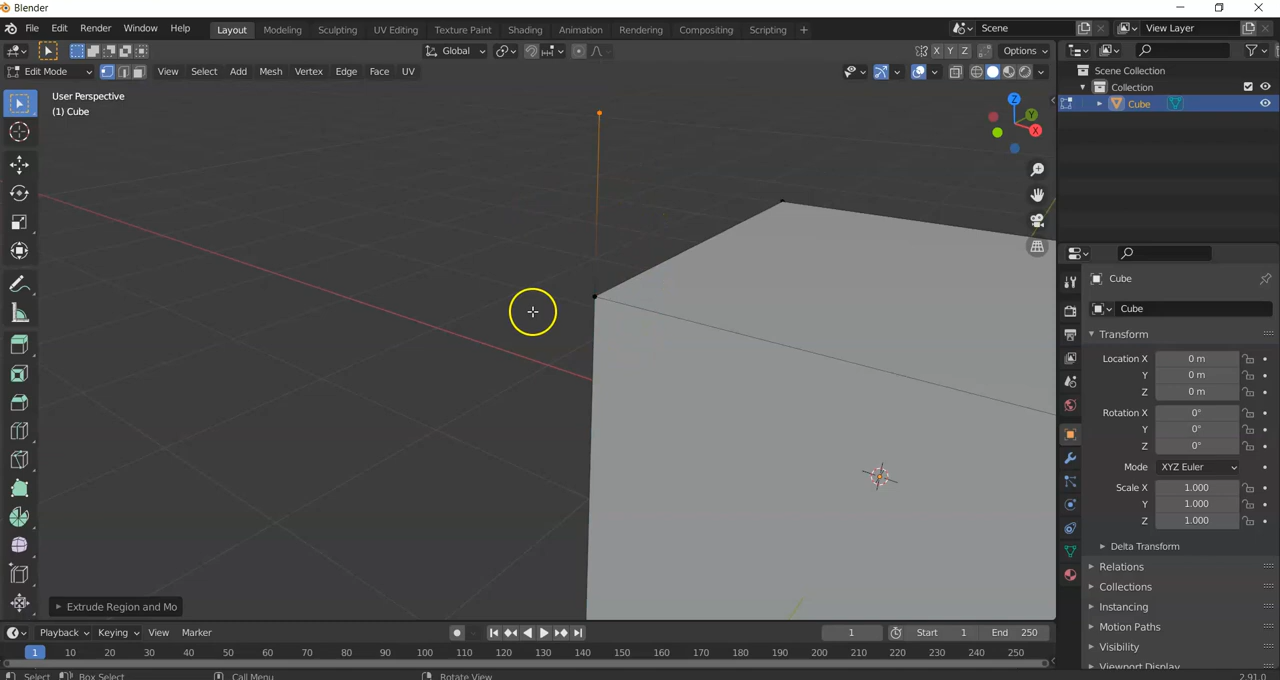 Blender
File Edit Render Window Help Layout Modeling Sculpting UV Editing Texture Paint Shading Animation Rendering Compositing Scripting + Scene View Layer
Global Options
Edit Mode View Select Add Mesh Vertex Edge Face UV X Y Z
User Perspective
(1) Cube
Z
Y
X
Scene Collection
Collection
Cube
Cube
Cube
Transform
Location X 0 m
Y 0 m
Z 0 m
Rotation X 0°
Y 0°
Z 0°
Mode XYZ Euler
Scale X 1.000
Y 1.000
Z 1.000
Delta Transform
Relations
Collections
Instancing
Motion Paths
Visibility
Viewport Display
Extrude Region and Mo
Playback Keying View Marker 1 Start 1 End 250
1 10 20 30 40 50 60 70 80 90 100 110 120 130 140 150 160 170 180 190 200 210 220 230 240 250
Select Box Select Call Menu Rotate View 2.91.0